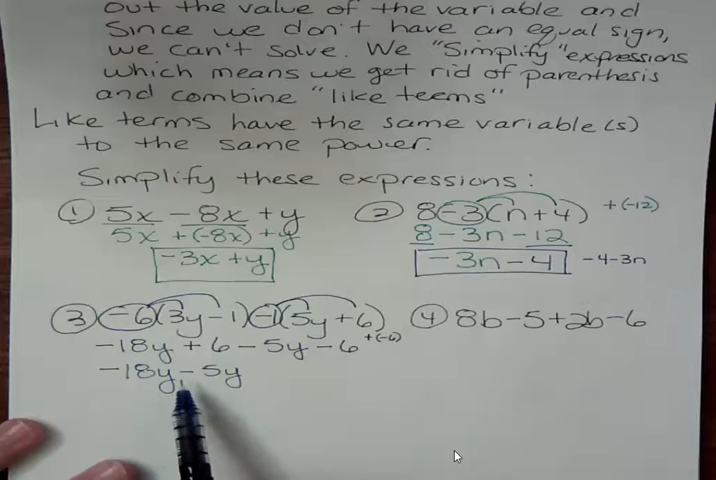 out the value of the variable and
Since we don't have an equal sign,
we can't solve. We "Simplify" expressions
which means we get rid of parenthesis
and combine "like teems"
Like terms have the same variable(s)
to the same power.
Simplify these expressions:
① 5x - 8x + y
5x + (-8x) + y
-3x + y
② 8 - 3(n + 4) + (-12)
8 - 3n - 12
-3n - 4 -4-3n
③ -6(3y - 1) -1(5y + 6)
-18y + 6 - 5y - 6 +(-6)
-18y - 5y
④ 8b - 5 + 2b - 6